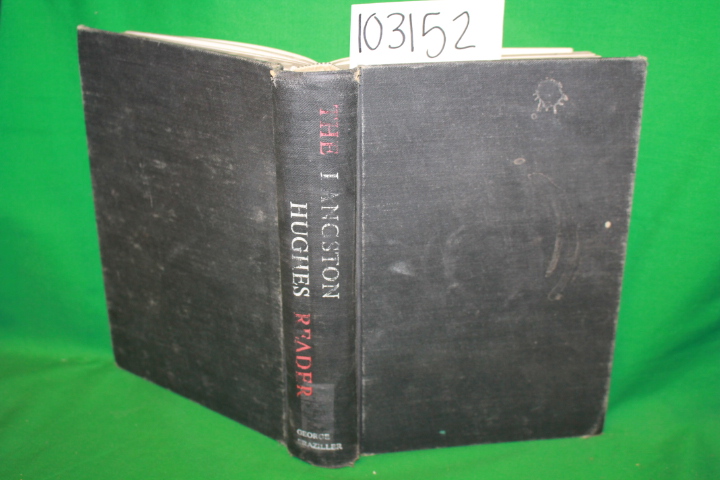 103152
THE LANGSTON
HUGHES READER
GEORGE
BRAZILLER